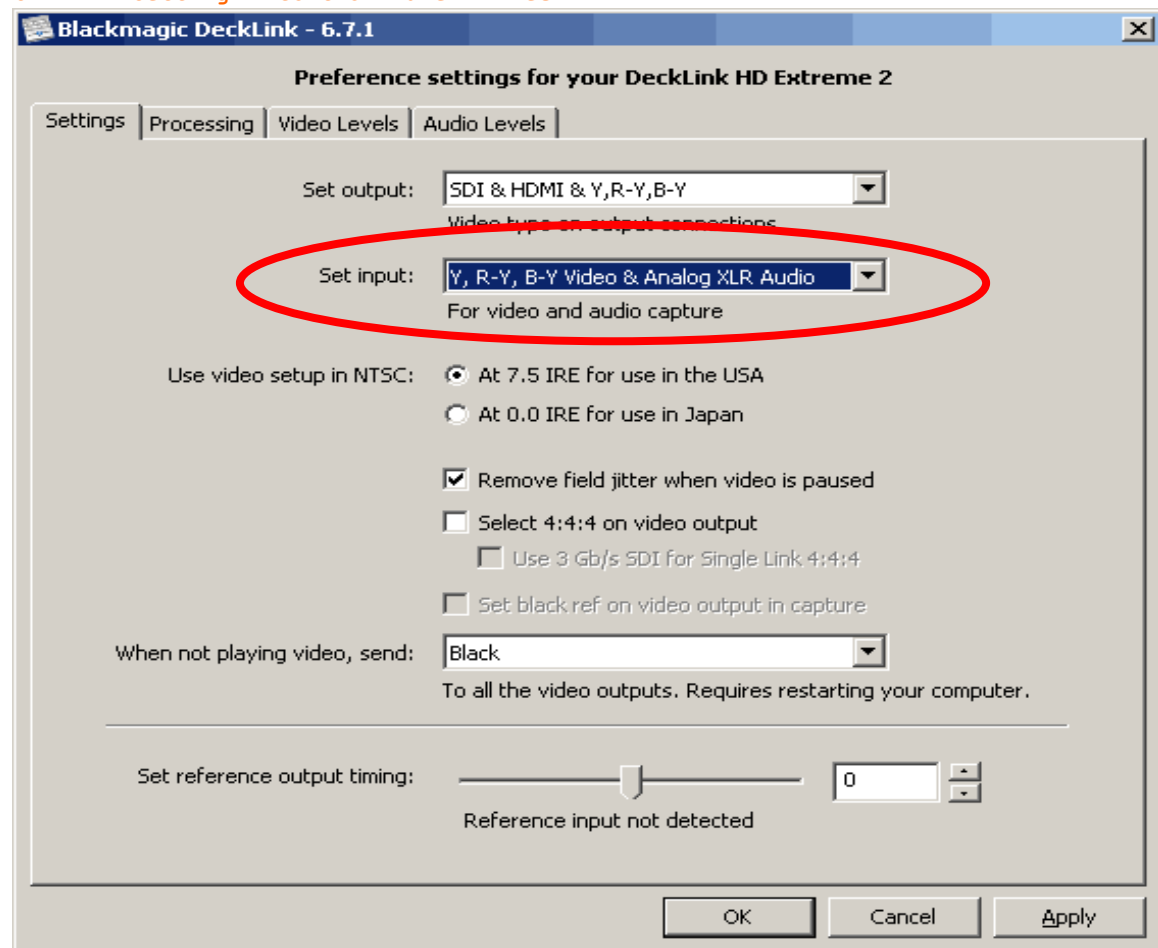 Blackmagic DeckLink - 6.7.1
Preference settings for your DeckLink HD Extreme 2
Settings Processing Video Levels Audio Levels
Set output: SDI & HDMI & Y,R-Y,B-Y
Video type on output connections
Set input: Y, R-Y, B-Y Video & Analog XLR Audio
For video and audio capture
Use video setup in NTSC: At 7.5 IRE for use in the USA
At 0.0 IRE for use in Japan
Remove field jitter when video is paused
Select 4:4:4 on video output
Use 3 Gb/s SDI for Single Link 4:4:4
Set black ref on video output in capture
When not playing video, send: Black
To all the video outputs. Requires restarting your computer.
Set reference output timing: 0
Reference input not detected
OK Cancel Apply